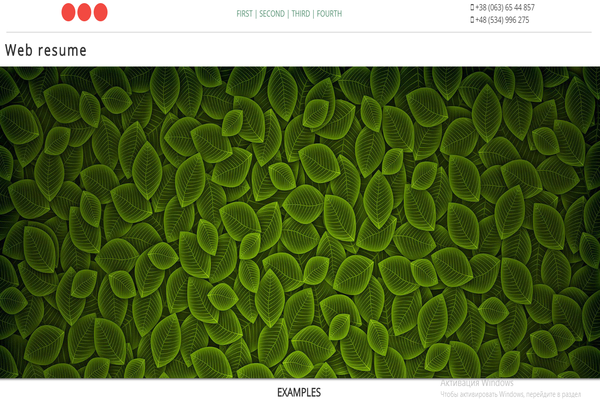 FIRST | SECOND | THIRD | FOURTH
+38 (063) 65 44 857
+48 (534) 996 275
Web resume
EXAMPLES
Активация Windows
Чтобы активировать Windows, перейдите в раздел